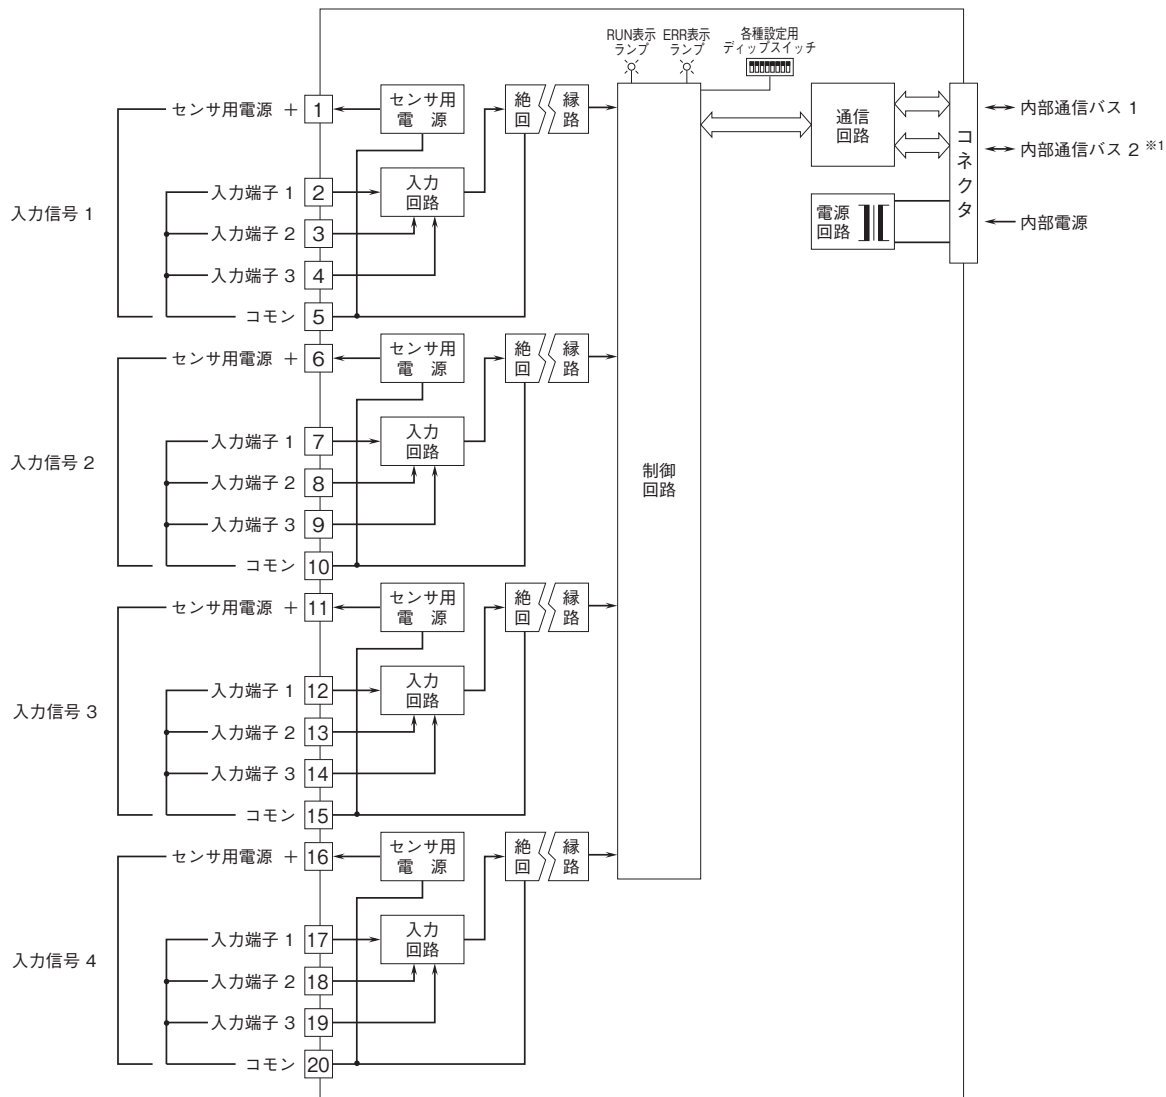 RUN表示
ランプ
ERR表示
ランプ
各種設定用
ディップスイッチ
入力信号 1
センサ用電源 + 1
入力端子 1 2
入力端子 2 3
入力端子 3 4
コモン 5
センサ用
電 源
入力
回路
絶 縁
回 路
入力信号 2
センサ用電源 + 6
入力端子 1 7
入力端子 2 8
入力端子 3 9
コモン 10
センサ用
電 源
入力
回路
絶 縁
回 路
入力信号 3
センサ用電源 + 11
入力端子 1 12
入力端子 2 13
入力端子 3 14
コモン 15
センサ用
電 源
入力
回路
絶 縁
回 路
入力信号 4
センサ用電源 + 16
入力端子 1 17
入力端子 2 18
入力端子 3 19
コモン 20
センサ用
電 源
入力
回路
絶 縁
回 路
制御
回路
通信
回路
電源
回路
コネクタ
内部通信バス 1
内部通信バス 2 ※1
内部電源